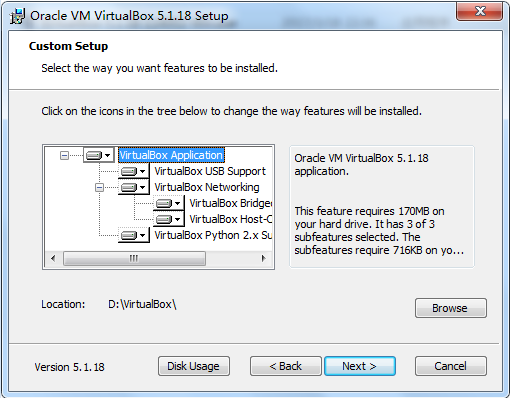 Oracle VM VirtualBox 5.1.18 Setup
Custom Setup
Select the way you want features to be installed.
Click on the icons in the tree below to change the way features will be installed.
VirtualBox Application
VirtualBox USB Support
VirtualBox Networking
VirtualBox Bridge
VirtualBox Host-C
VirtualBox Python 2.x Su
Oracle VM VirtualBox 5.1.18
application.
This feature requires 170MB on
your hard drive. It has 3 of 3
subfeatures selected. The
subfeatures require 716KB on yo...
Location: D:\VirtualBox\
Browse
Version 5.1.18
Disk Usage
< Back
Next >
Cancel